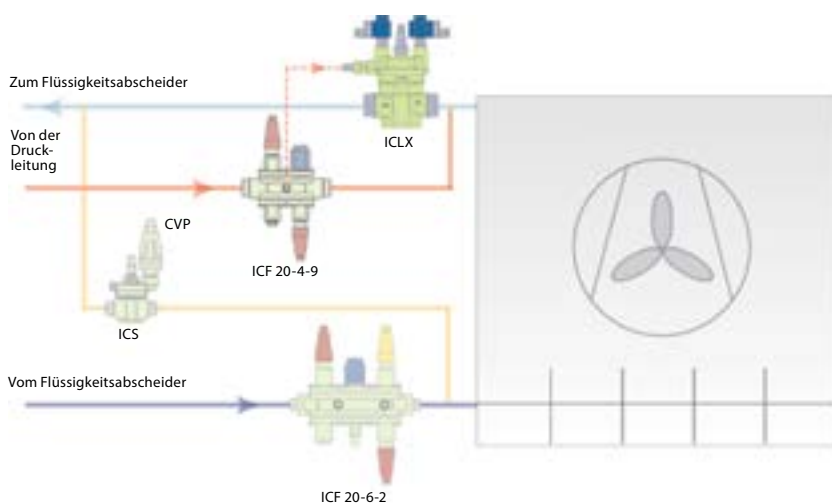 Zum Flüssigkeitsabscheider
ICLX
Von der
Druck-
leitung
CVP
ICF 20-4-9
ICS
Vom Flüssigkeitsabscheider
ICF 20-6-2